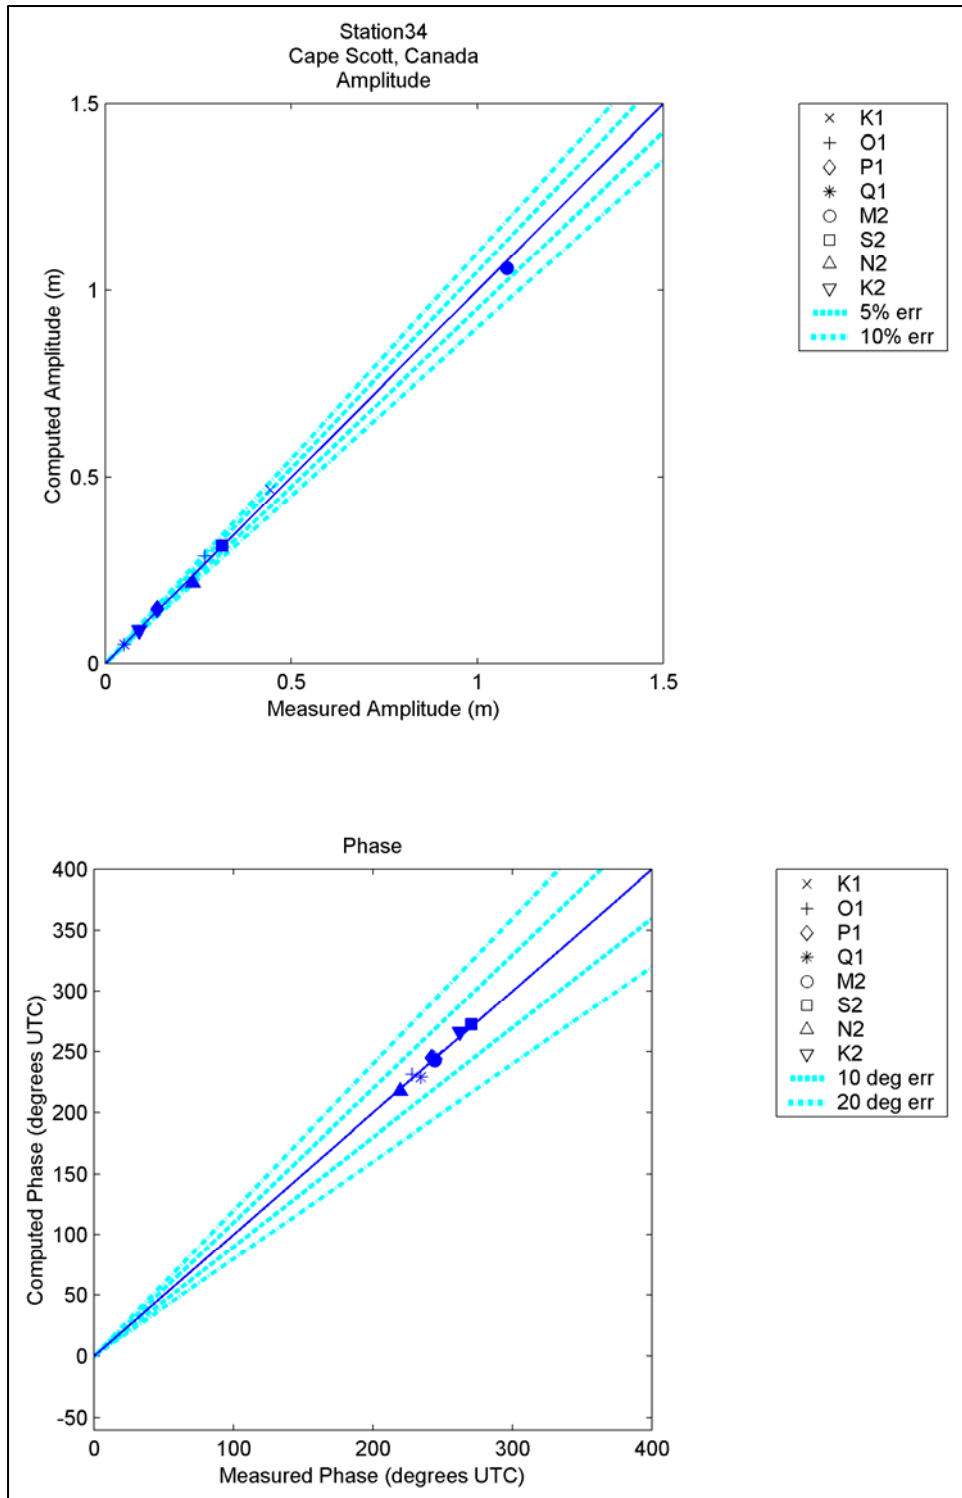 Station34
Cape Scott, Canada
Amplitude
1.5
1
0.5
0
0
0.5
1
1.5
Computed Amplitude (m)
Measured Amplitude (m)
K1
O1
P1
Q1
M2
S2
N2
K2
5% err
10% err
Phase
400
350
300
250
200
150
100
50
0
-50
0
100
200
300
400
Computed Phase (degrees UTC)
Measured Phase (degrees UTC)
K1
O1
P1
Q1
M2
S2
N2
K2
10 deg err
20 deg err